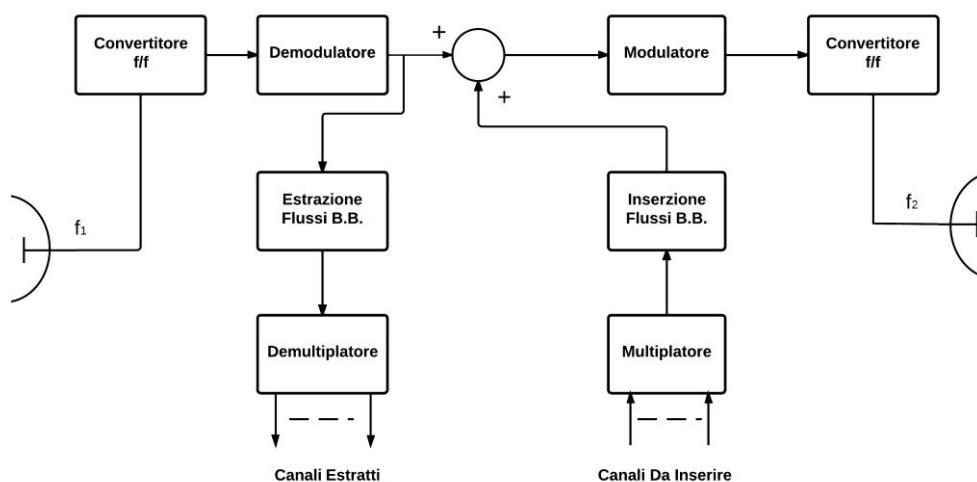 Convertitore
f/f
Demodulatore
+
Modulatore
Convertitore
f/f
+
Estrazione
Flussi B.B.
Inserzione
Flussi B.B.
f1
f2
Demultiplatore
Multiplatore
Canali Estratti
Canali Da Inserire